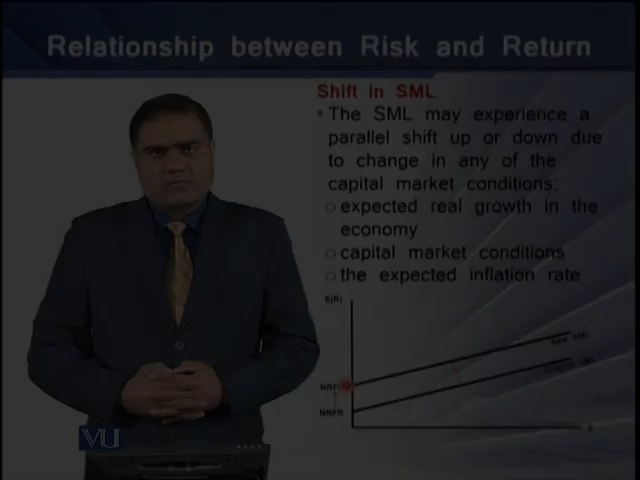 Relationship between Risk and Return
Shift in SML
• The SML may experience a
parallel shift up or down due
to change in any of the
capital market conditions:
○ expected real growth in the
economy
○ capital market conditions
○ the expected inflation rate
E(R)
New SML
Original SML
NRFR
VU